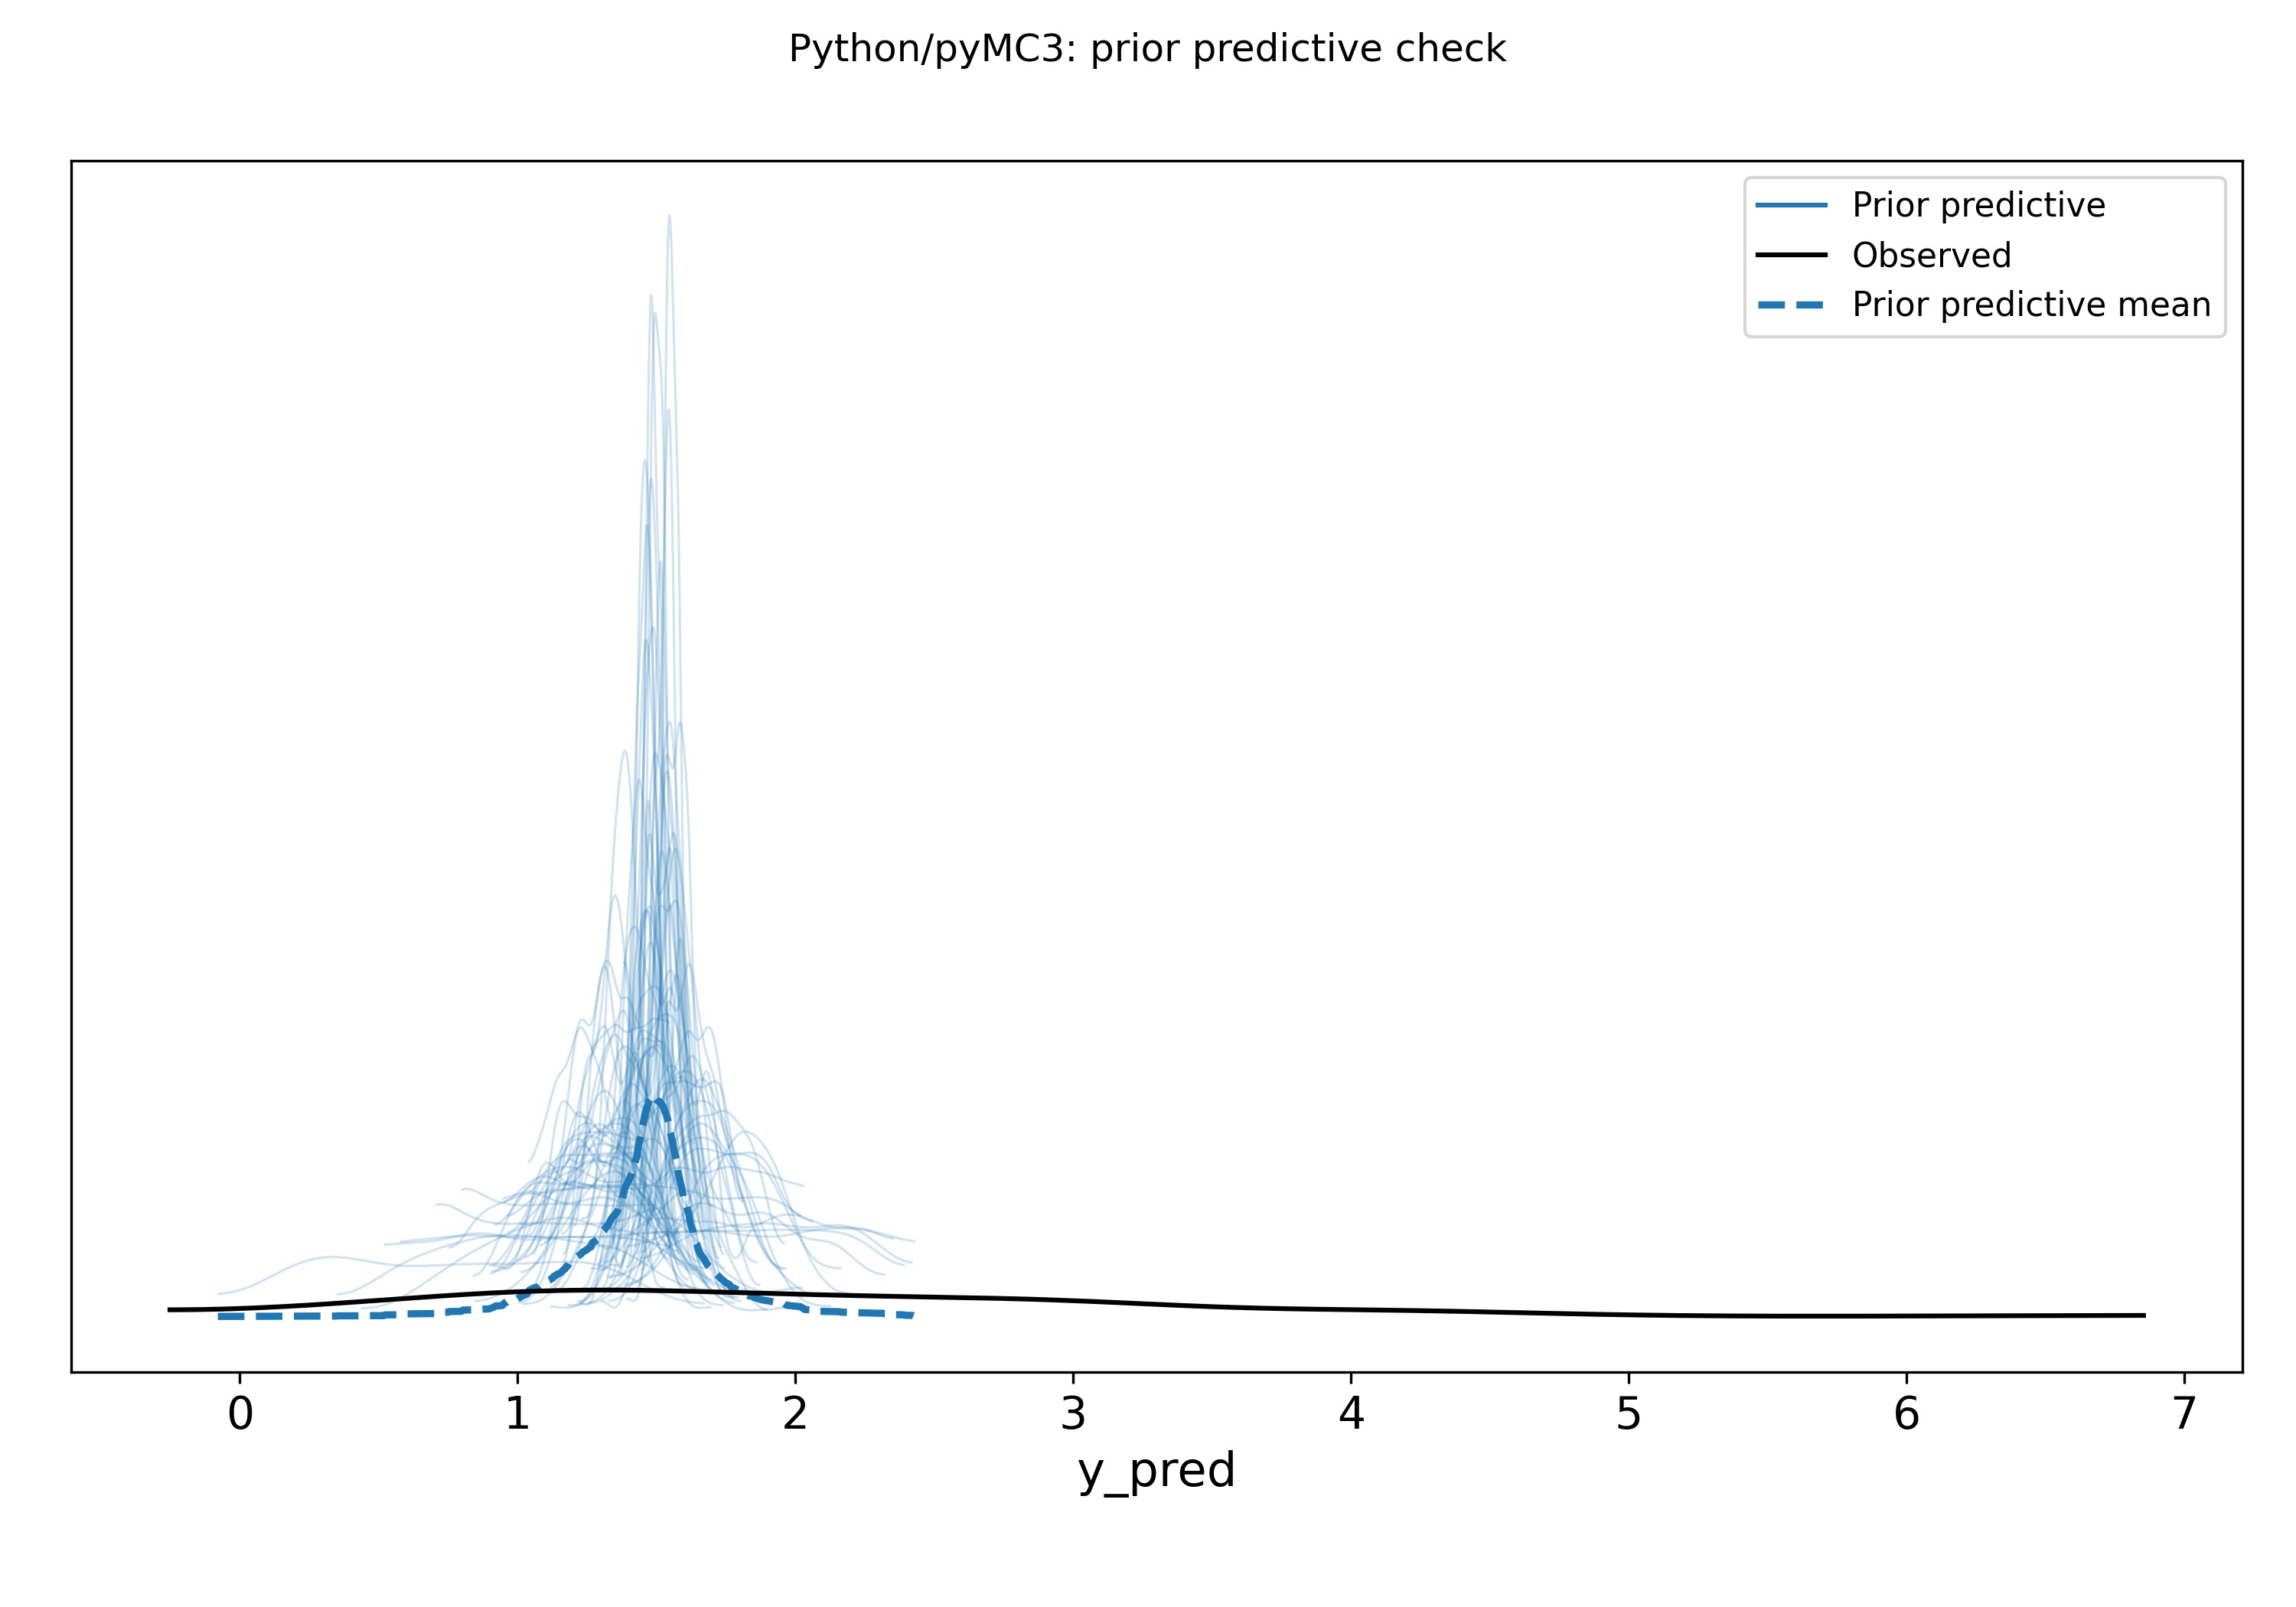 Python/pyMC3: prior predictive check
Prior predictive
Observed
Prior predictive mean
0 1 2 3 4 5 6 7
y_pred